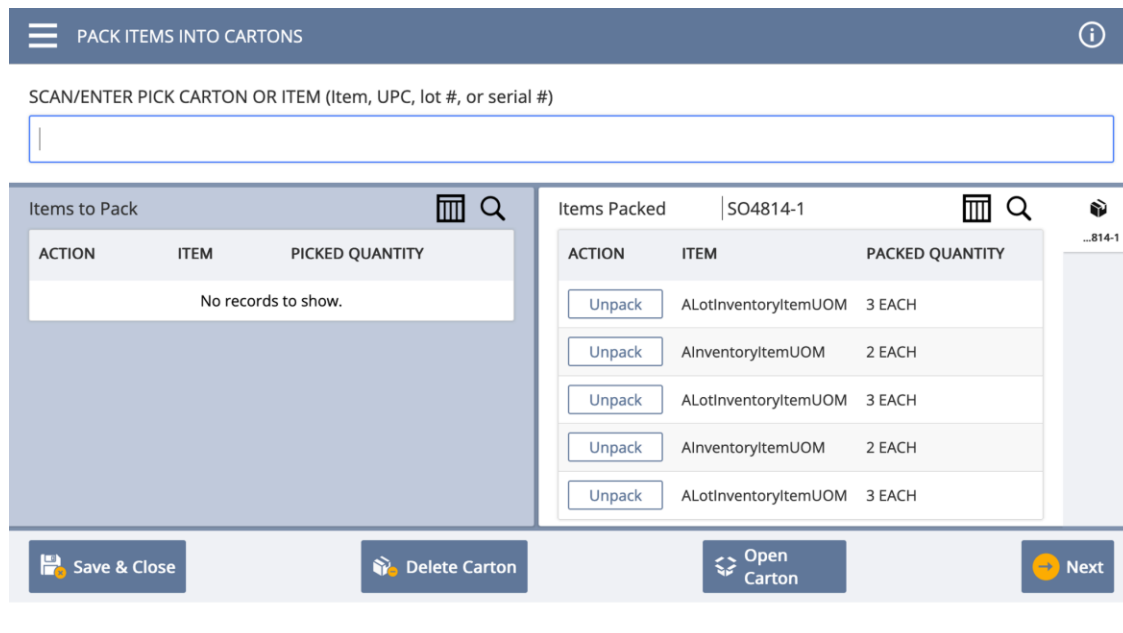 PACK ITEMS INTO CARTONS
SCAN/ENTER PICK CARTON OR ITEM (Item, UPC, lot #, or serial #)
Items to Pack
ACTION ITEM PICKED QUANTITY
No records to show.
Items Packed SO4814-1
ACTION ITEM PACKED QUANTITY
Unpack ALotInventoryItemUOM 3 EACH
Unpack AInventoryItemUOM 2 EACH
Unpack ALotInventoryItemUOM 3 EACH
Unpack AInventoryItemUOM 2 EACH
Unpack ALotInventoryItemUOM 3 EACH
...814-1
Save & Close
Delete Carton
Open
Carton
Next